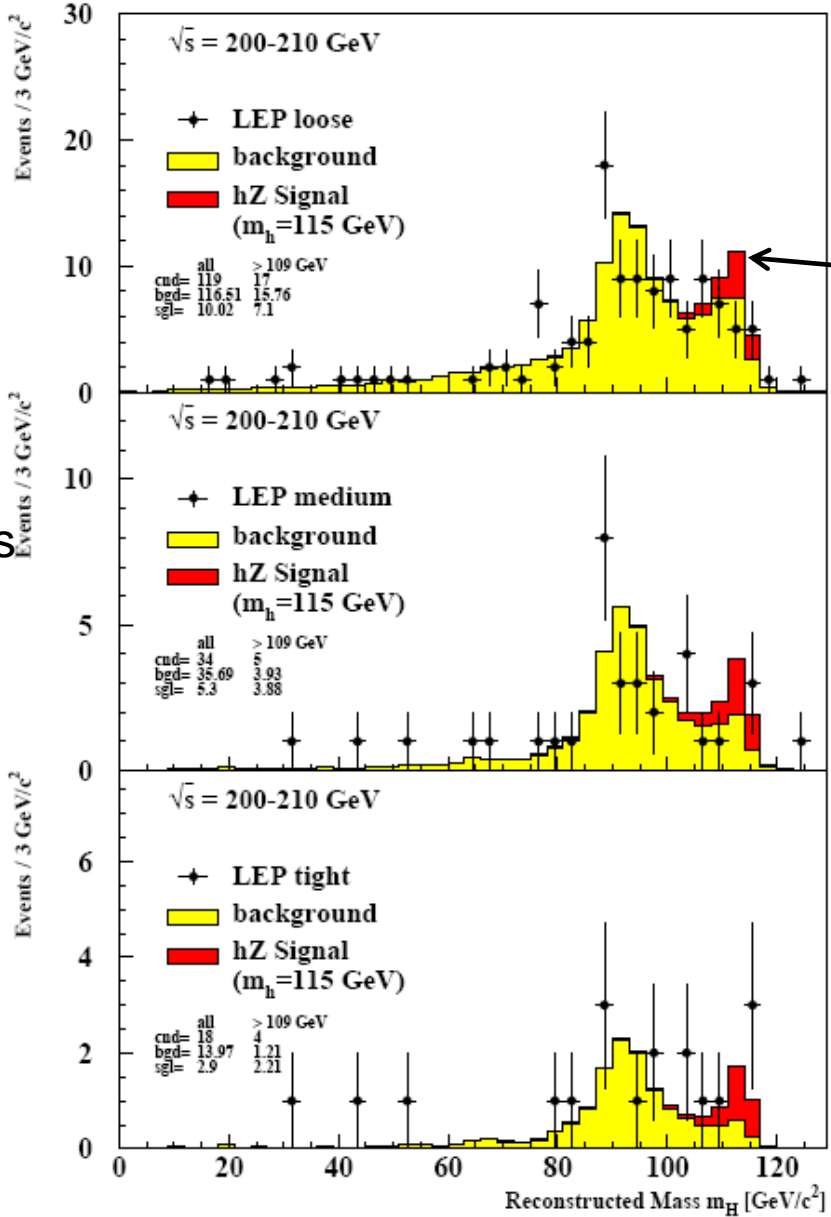 30
20
10
0
Events / 3 GeV/c²
√s = 200-210 GeV
LEP loose
background
hZ Signal
(mₕ=115 GeV)
all > 109 GeV
cnd= 119 17
bgd= 116.51 15.76
sgl= 10.02 7.1
10
5
0
Events / 3 GeV/c²
s
√s = 200-210 GeV
LEP medium
background
hZ Signal
(mₕ=115 GeV)
all > 109 GeV
cnd= 34 5
bgd= 35.69 3.93
sgl= 5.3 3.88
6
4
2
0
Events / 3 GeV/c²
√s = 200-210 GeV
LEP tight
background
hZ Signal
(mₕ=115 GeV)
all > 109 GeV
cnd= 18 4
bgd= 13.97 1.21
sgl= 2.9 2.21
0 20 40 60 80 100 120
Reconstructed Mass m_H [GeV/c²]